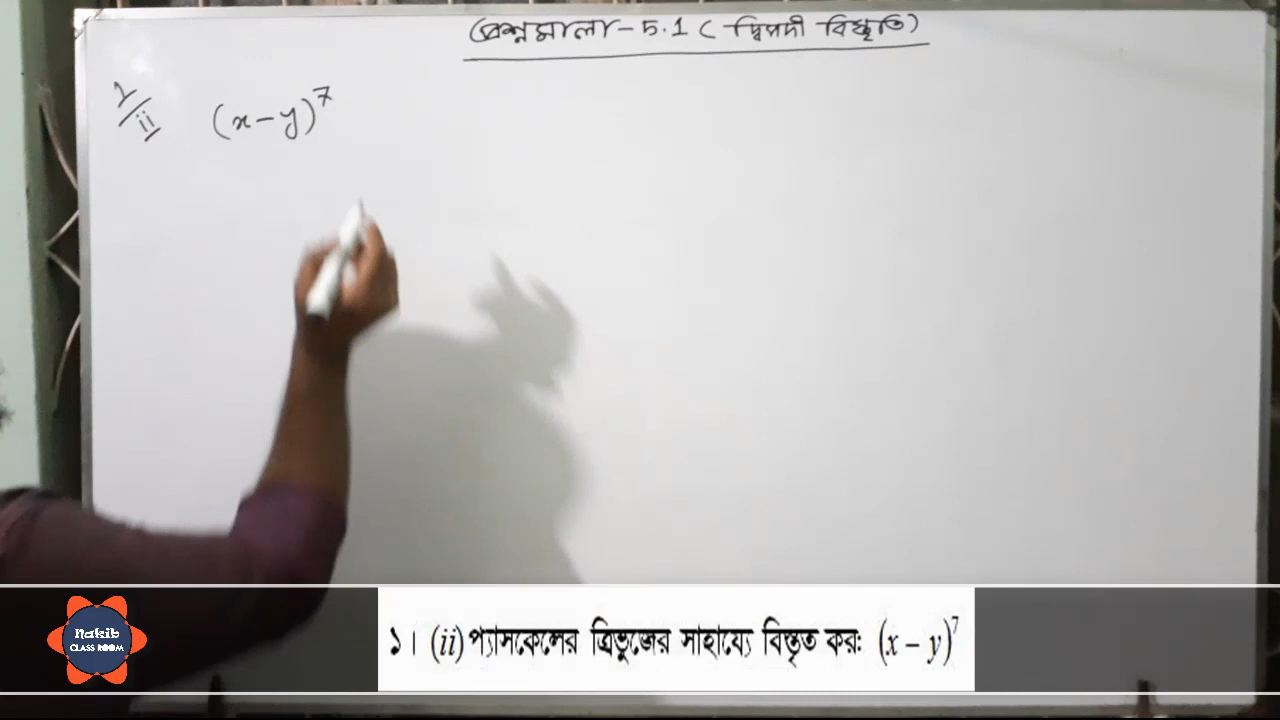 প্রশ্নমালা-৮.1 ( দ্বিপদী বিস্তৃতি)
1/ii (x-y)^7
Nakib
CLASS ROOM
১। (ii) প্যাসকেলের ত্রিভুজের সাহায্যে বিস্তৃত করঃ (x – y)^7